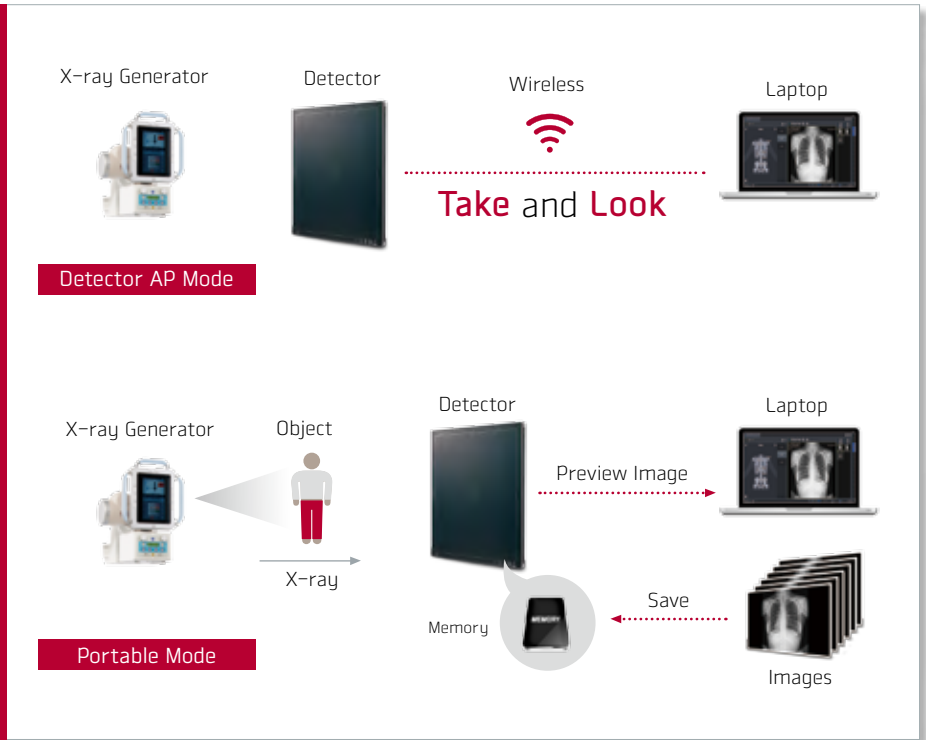 X-ray Generator
Detector
Wireless
Laptop
Take and Look
Detector AP Mode
X-ray Generator
Object
Detector
Laptop
Preview Image
X-ray
Save
Memory
MEMORY
Portable Mode
Images